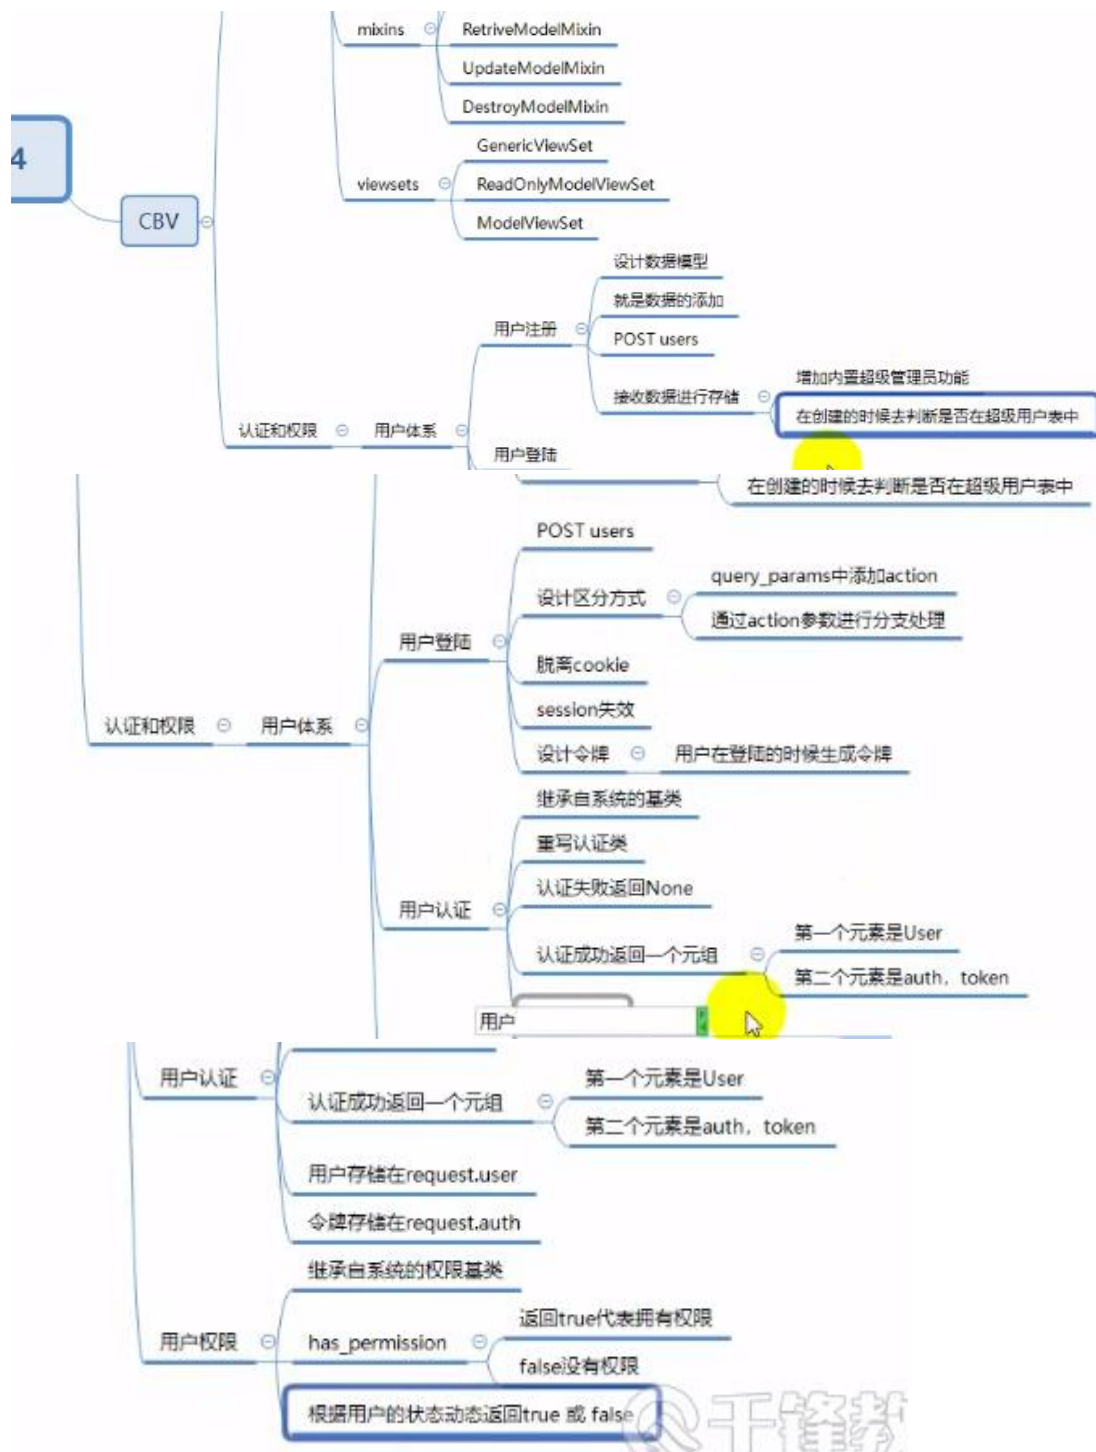 mixins
RetriveModelMixin
UpdateModelMixin
DestroyModelMixin
4
CBV
viewsets
GenericViewSet
ReadOnlyModelViewSet
ModelViewSet
认证和权限
用户体系
用户注册
设计数据模型
就是数据的添加
POST users
接收数据进行存储
增加内置超级管理员功能
在创建的时候去判断是否在超级用户表中
用户登陆
在创建的时候去判断是否在超级用户表中
认证和权限
用户体系
用户登陆
POST users
设计区分方式
query_params中添加action
通过action参数进行分支处理
脱离cookie
session失效
设计令牌
用户在登陆的时候生成令牌
用户认证
继承自系统的基类
重写认证类
认证失败返回None
认证成功返回一个元组
第一个元素是User
第二个元素是auth，token
用户
用户认证
认证成功返回一个元组
第一个元素是User
第二个元素是auth，token
用户存储在request.user
令牌存储在request.auth
用户权限
继承自系统的权限基类
has_permission
返回true代表拥有权限
false没有权限
根据用户的状态动态返回true 或 false
千锋教